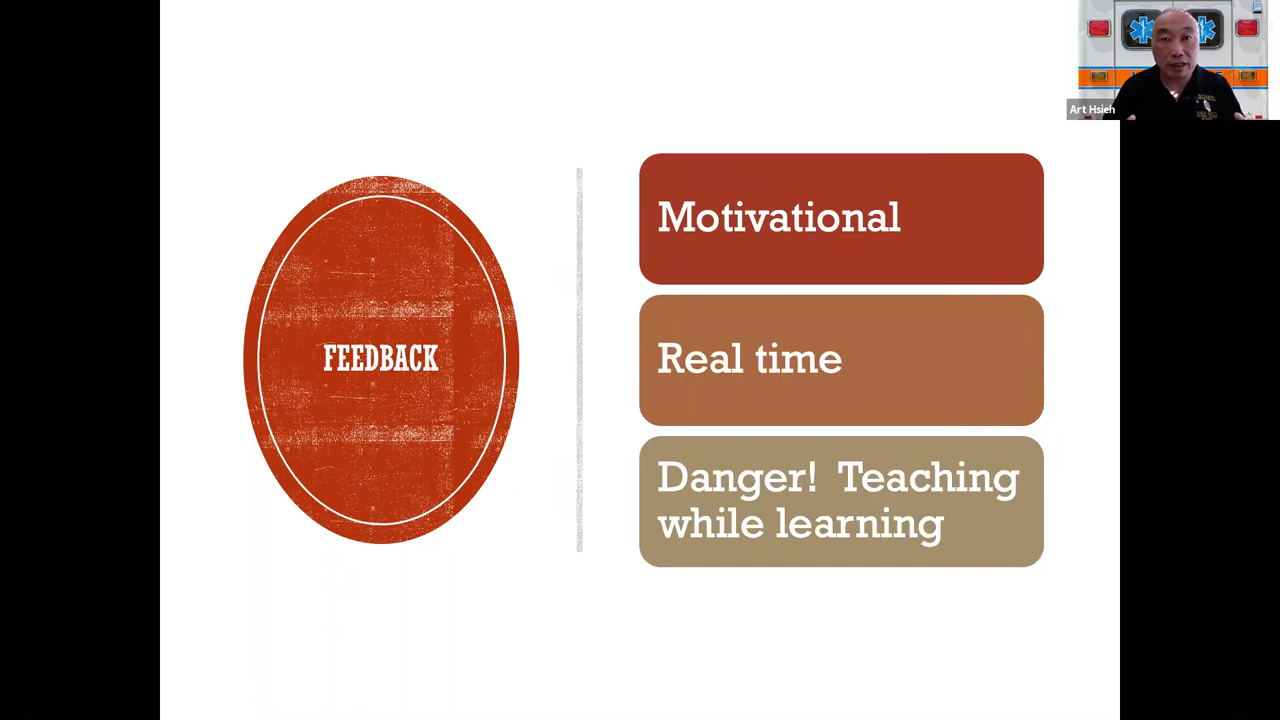 Art Hsieh
FEEDBACK
Motivational
Real time
Danger! Teaching
while learning